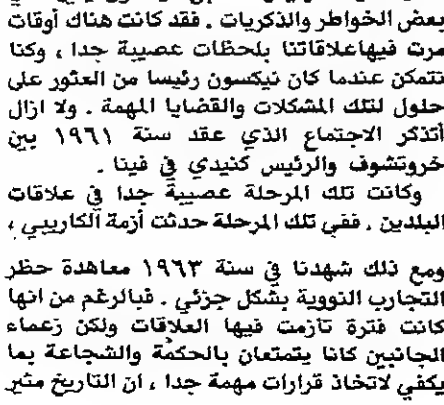 بعض الخواطر والذكريات . فقد كانت هناك أوقات
مرت فيهاعلاقاتنا بلحظات عصيبة جدا ، وكنا
نتمكن عندما كان نيكسون رئيسا من العثور على
حلول لتلك المشكلات والقضايا المهمة . ولا ازال
أتذكر الاجتماع الذي عقد سنة ١٩٦١ بين
خروتشوف والرئيس كنيدي في فينا .
وكانت تلك المرحلة عصيبة جدا في علاقات
البلدين . ففي تلك المرحلة حدثت أزمة الكاريبي ،
ومع ذلك شهدنا في سنة ١٩٦٣ معاهدة حظر
التجارب النووية بشكل جزئي . فبالرغم من انها
كانت فترة تازمت فيها العلاقات ولكن زعماء
الجانبين كانا يتمتعان بالحكمة والشجاعة بما
يكفي لاتخاذ قرارات مهمة جدا ، ان التاريخ مثير